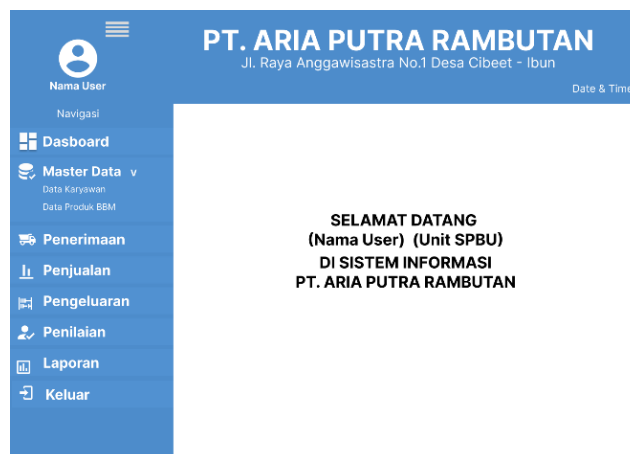 Nama User
Navigasi
Dasboard
Master Data v
Data Karyawan
Data Produk BBM
Penerimaan
Penjualan
Pengeluaran
Penilaian
Laporan
Keluar
PT. ARIA PUTRA RAMBUTAN
Jl. Raya Anggawisastra No.1 Desa Cibeet - Ibun
Date & Time
SELAMAT DATANG
(Nama User) (Unit SPBU)
DI SISTEM INFORMASI
PT. ARIA PUTRA RAMBUTAN